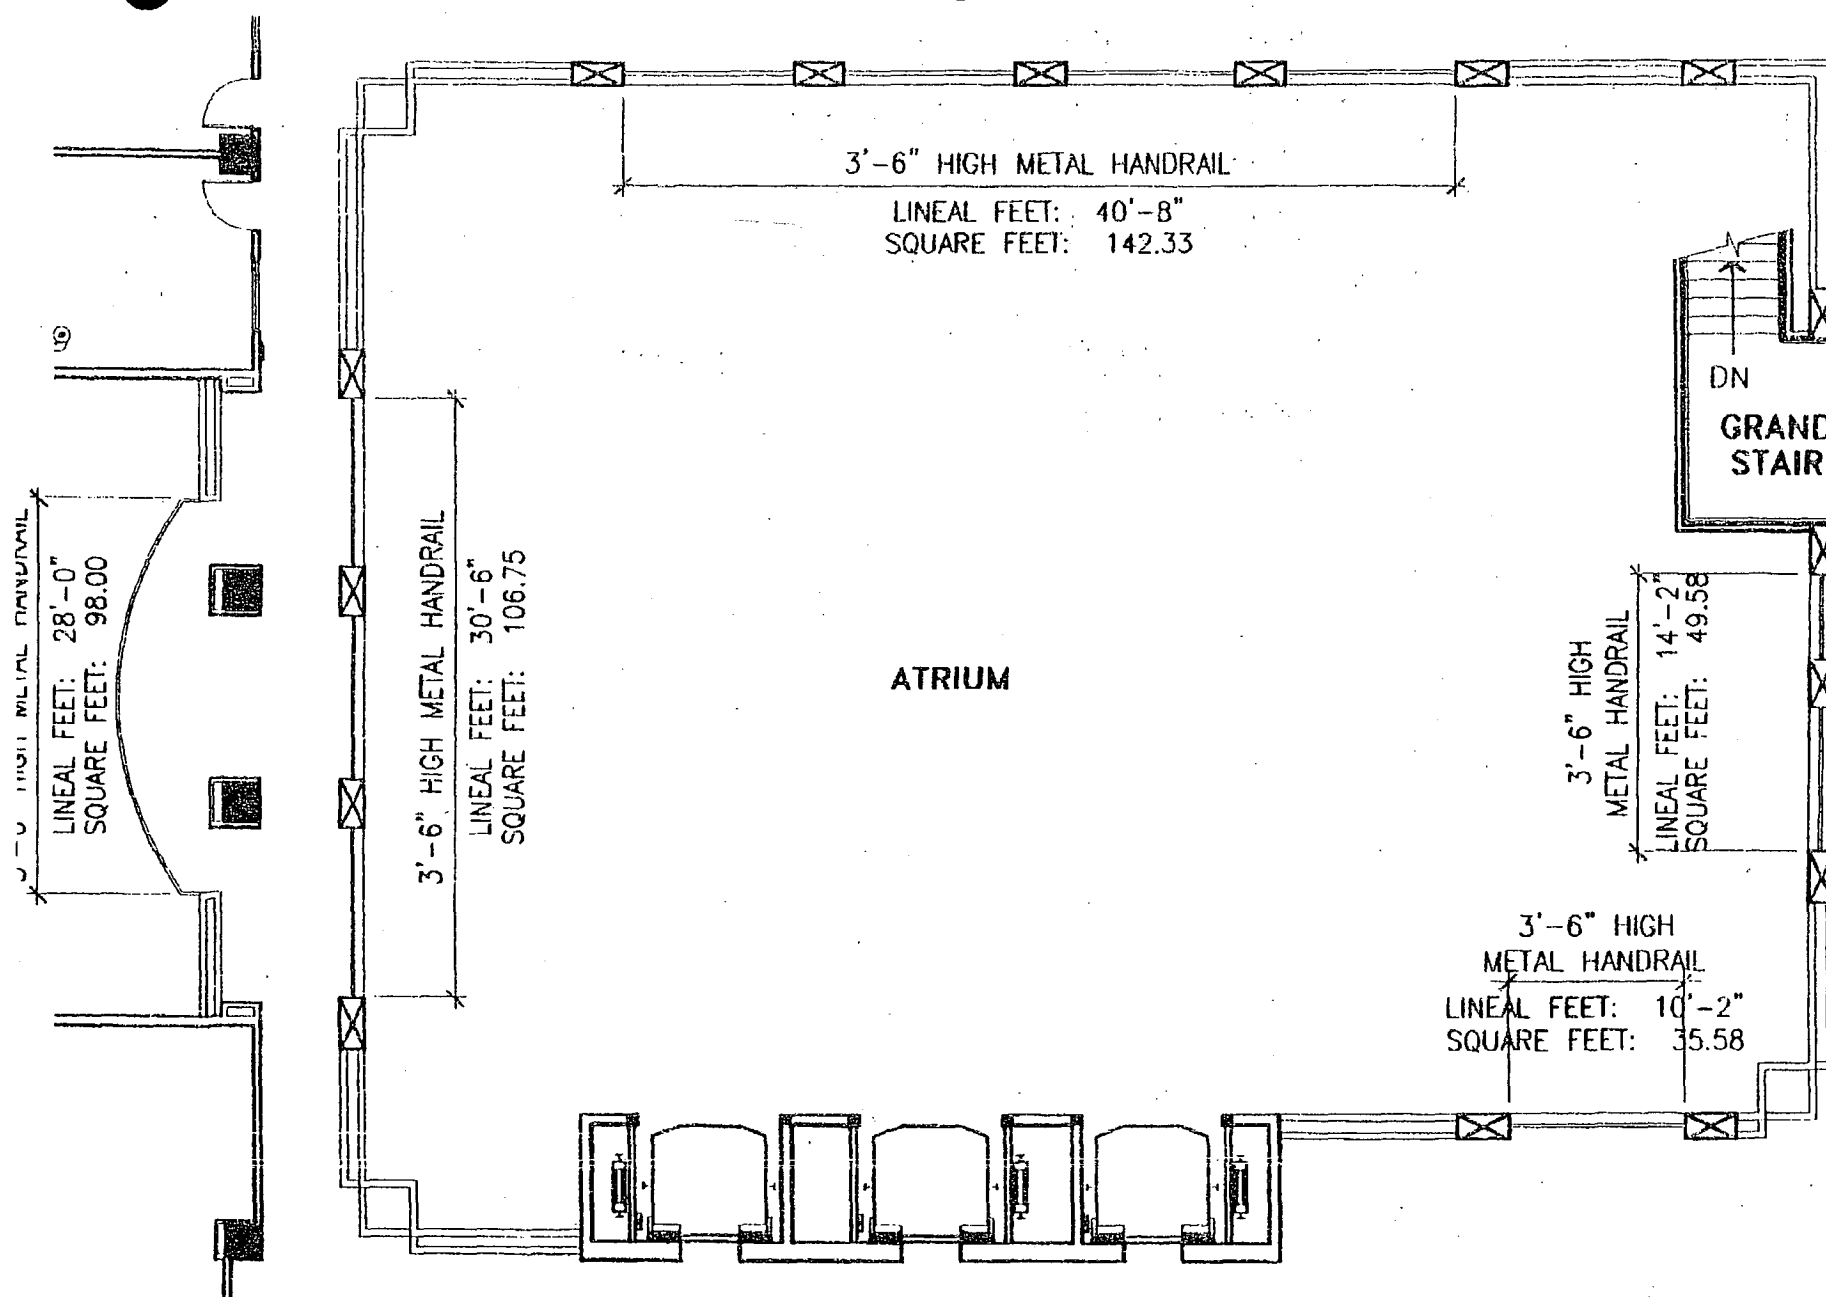 3'-6" HIGH METAL HANDRAIL
LINEAL FEET: 40'-8"
SQUARE FEET: 142.33
DN
GRAND
STAIR
HIGH METAL HANDRAIL
LINEAL FEET: 28'-0"
SQUARE FEET: 98.00
3'-6" HIGH METAL HANDRAIL
LINEAL FEET: 30'-6"
SQUARE FEET: 106.75
ATRIUM
3'-6" HIGH
METAL HANDRAIL
LINEAL FEET: 14'-2"
SQUARE FEET: 49.58
3'-6" HIGH
METAL HANDRAIL
LINEAL FEET: 10'-2"
SQUARE FEET: 35.58